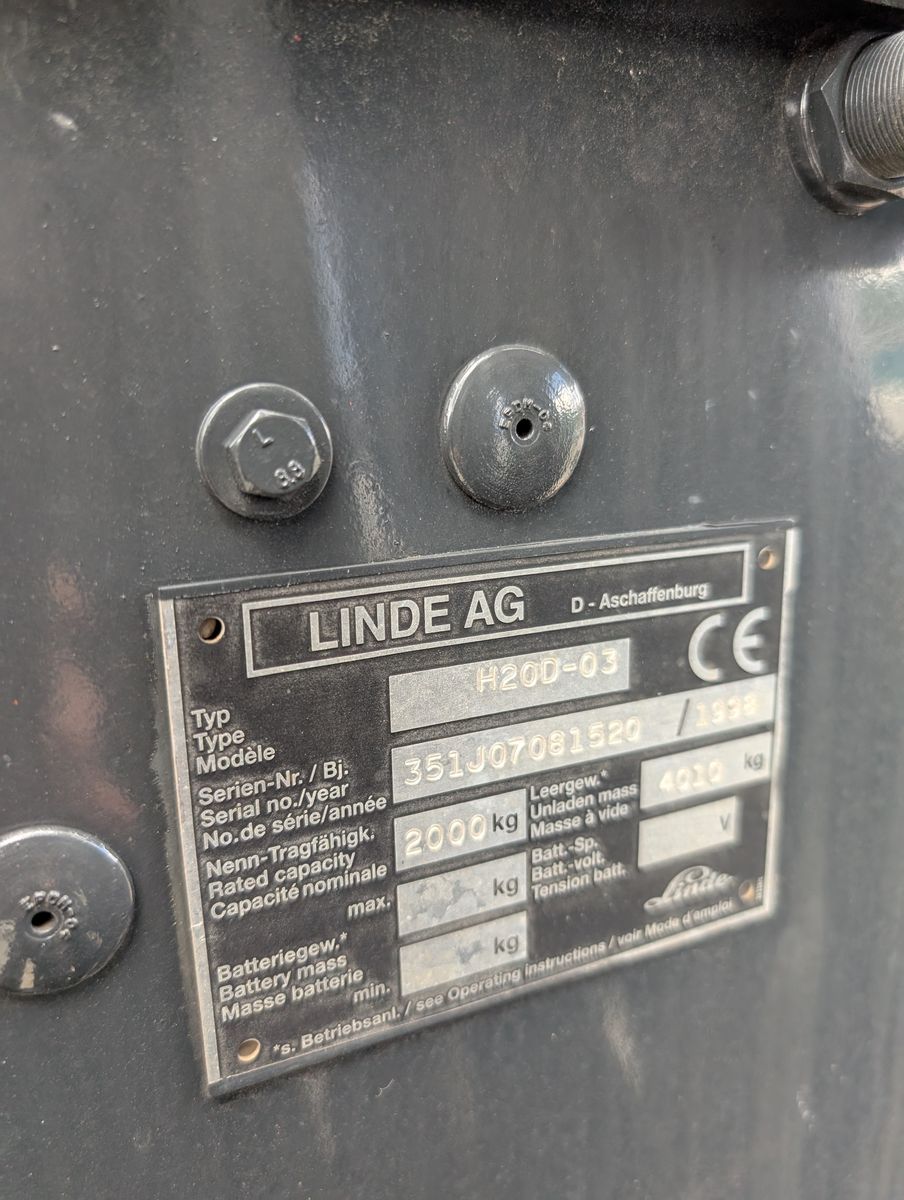 L
8.8
LINDE AG D - Aschaffenburg
CE
Typ
Type
Modèle
H20D-03
Serien-Nr. / Bj.
Serial no./year
No.de série/année
351J07081520 / 1998
Nenn-Tragfähigk.
Rated capacity
Capacité nominale
2000 kg
Leergew.*
Unladen mass
Masse à vide
4010 kg
Batt.-Sp.
Batt.-volt.
Tension batt.
V
max. kg
Batteriegew.*
Battery mass
Masse batterie
min. kg
Linde
*s. Betriebsanl. / see Operating instructions / voir Mode d'emploi